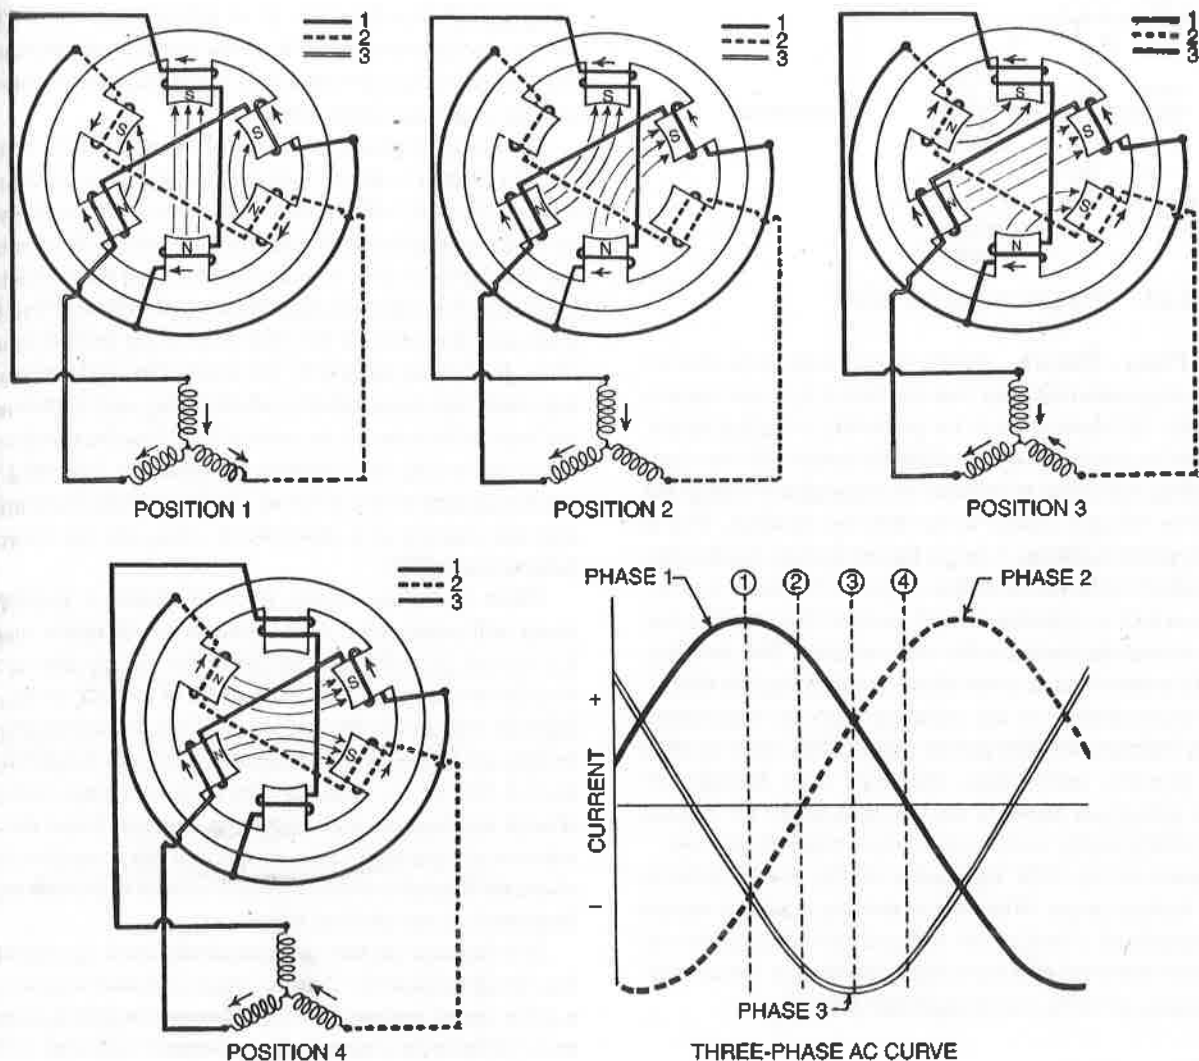 1
2
3
S
S
S
N
N
N
POSITION 1
1
2
3
S
S
N
N
POSITION 2
1
2
3
S
N
S
N
S
N
POSITION 3
1
2
3
N
S
N
S
POSITION 4
PHASE 1
① ② ③ ④
PHASE 2
+
CURRENT
–
PHASE 3
THREE-PHASE AC CURVE